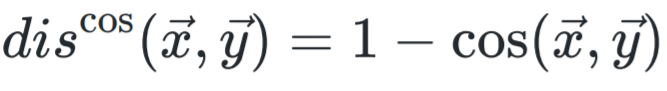 dis^cos(x⃗, y⃗) = 1 − cos(x⃗, y⃗)